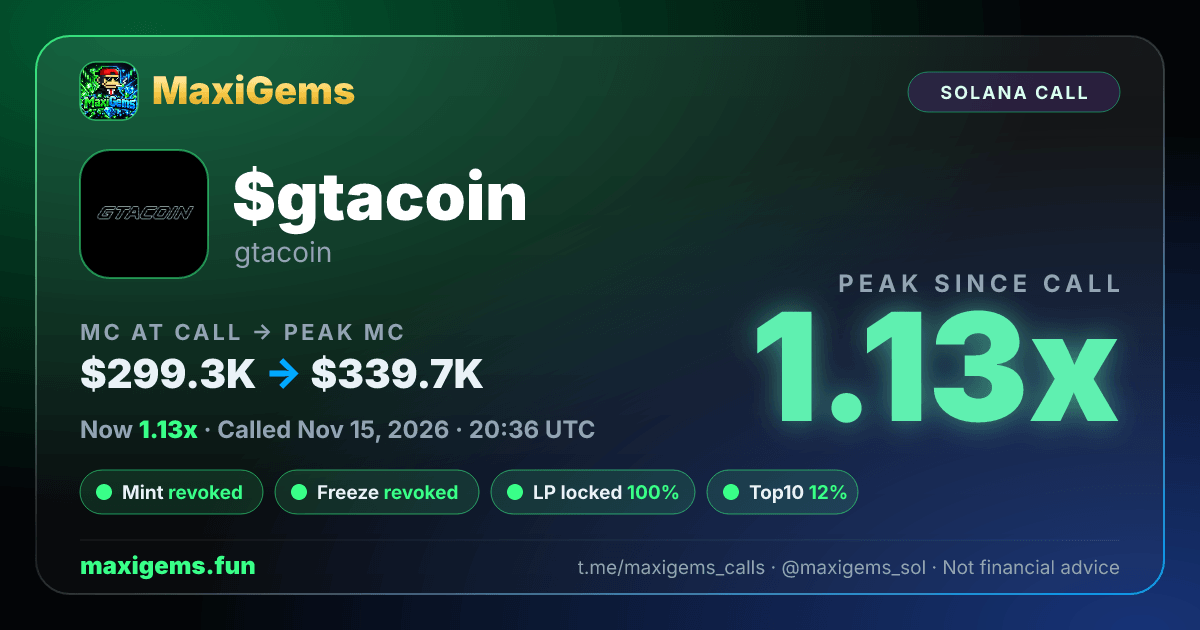 MaxiGems
MaxiGems
SOLANA CALL
GTACOIN
$gtacoin
gtacoin
PEAK SINCE CALL
1.13x
MC AT CALL → PEAK MC
$299.3K → $339.7K
Now 1.13x · Called Nov 15, 2026 · 20:36 UTC
Mint revoked
Freeze revoked
LP locked 100%
Top10 12%
maxigems.fun
t.me/maxigems_calls · @maxigems_sol · Not financial advice